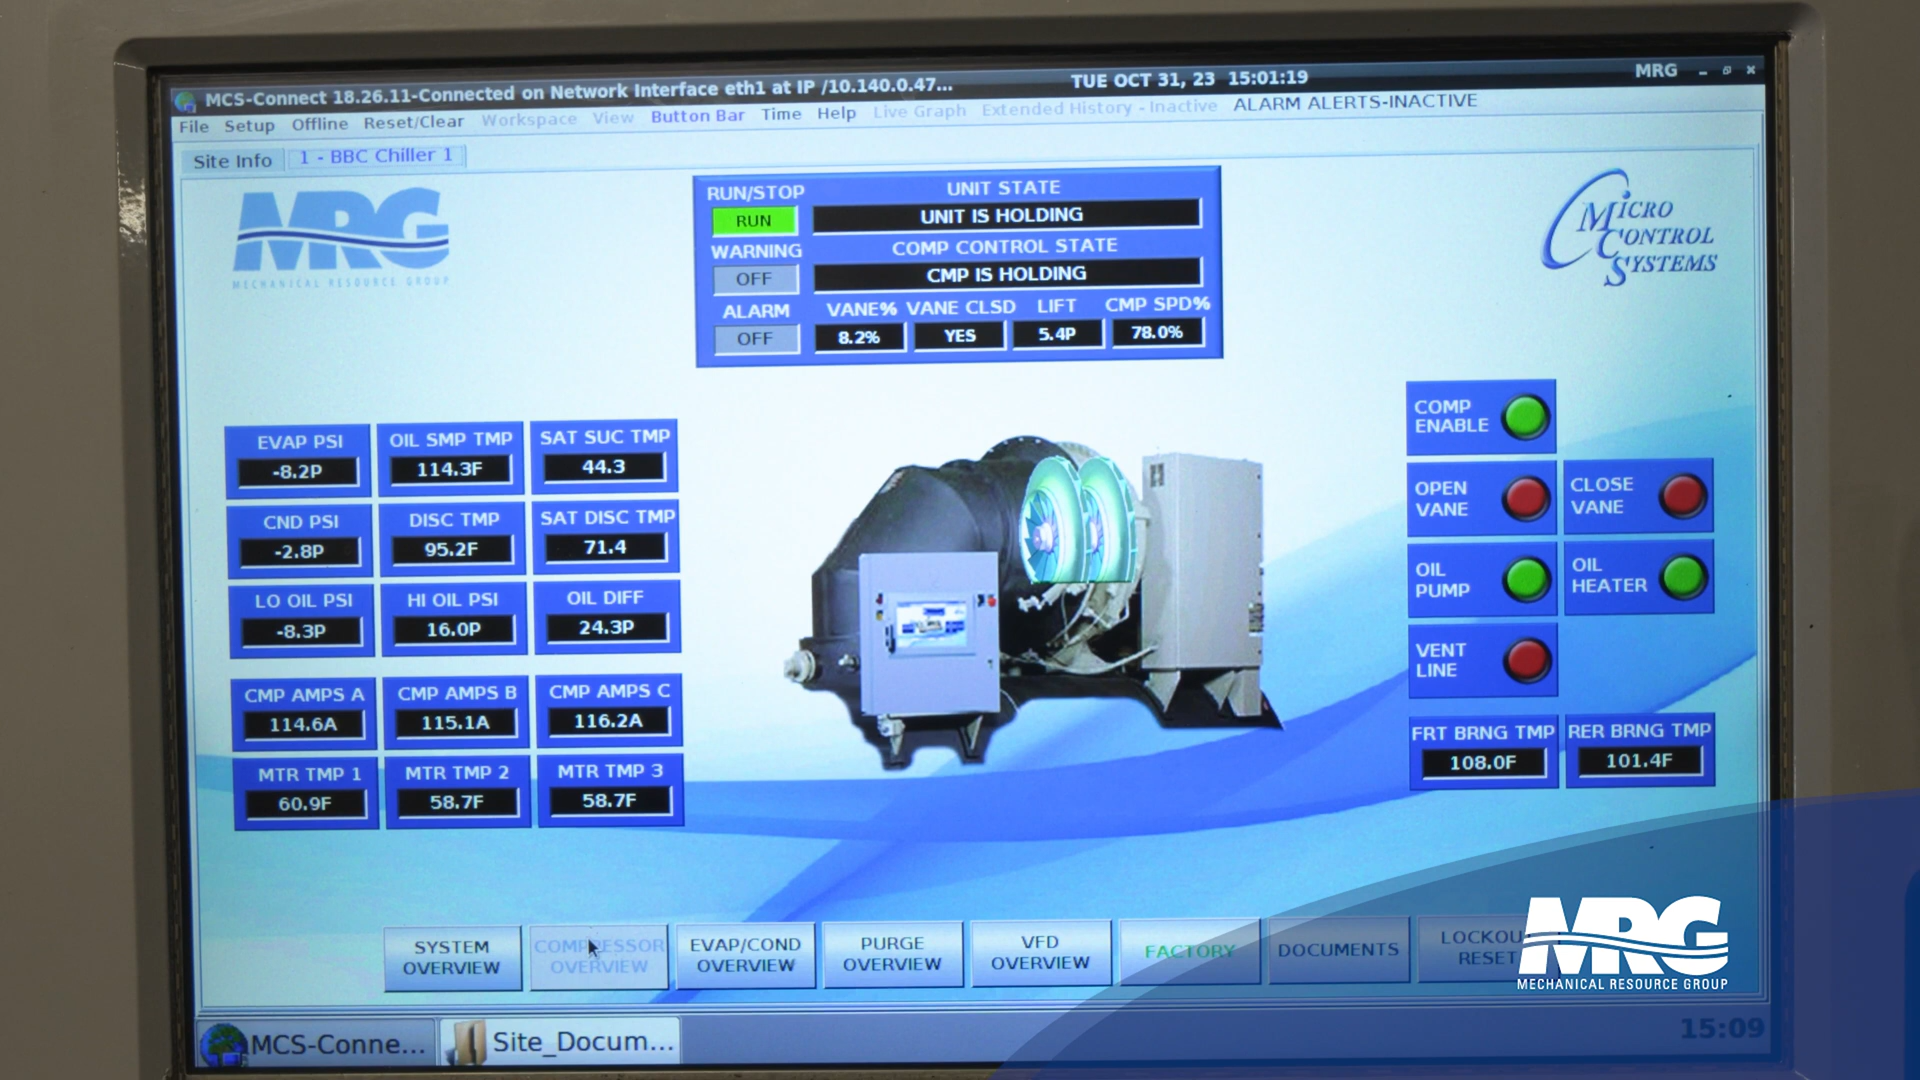 MCS-Connect 18.26.11-Connected on Network Interface eth1 at IP /10.140.0.47... TUE OCT 31, 23 15:01:19 MRG
File Setup Offline Reset/Clear Workspace View Button Bar Time Help Live Graph Extended History - Inactive ALARM ALERTS-INACTIVE
Site Info 1 - BBC Chiller 1
MRG
MECHANICAL RESOURCE GROUP
RUN/STOP UNIT STATE
RUN UNIT IS HOLDING
WARNING COMP CONTROL STATE
OFF CMP IS HOLDING
ALARM VANE% VANE CLSD LIFT CMP SPD%
OFF 8.2% YES 5.4P 78.0%
MICRO
CONTROL
SYSTEMS
EVAP PSI OIL SMP TMP SAT SUC TMP
-8.2P 114.3F 44.3
CND PSI DISC TMP SAT DISC TMP
-2.8P 95.2F 71.4
LO OIL PSI HI OIL PSI OIL DIFF
-8.3P 16.0P 24.3P
CMP AMPS A CMP AMPS B CMP AMPS C
114.6A 115.1A 116.2A
MTR TMP 1 MTR TMP 2 MTR TMP 3
60.9F 58.7F 58.7F
COMP
ENABLE
OPEN
VANE
CLOSE
VANE
OIL
PUMP
OIL
HEATER
VENT
LINE
FRT BRNG TMP RER BRNG TMP
108.0F 101.4F
SYSTEM
OVERVIEW
COMPRESSOR
OVERVIEW
EVAP/COND
OVERVIEW
PURGE
OVERVIEW
VFD
OVERVIEW
FACTORY
DOCUMENTS
LOCKOU
RESET
MRG
MECHANICAL RESOURCE GROUP
MCS-Conne... Site_Docum... 15:09